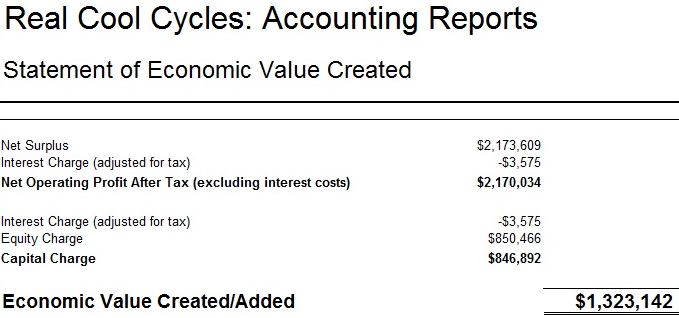 Real Cool Cycles: Accounting Reports
Statement of Economic Value Created
Net Surplus $2,173,609
Interest Charge (adjusted for tax) -$3,575
Net Operating Profit After Tax (excluding interest costs) $2,170,034
Interest Charge (adjusted for tax) -$3,575
Equity Charge $850,466
Capital Charge $846,892
Economic Value Created/Added $1,323,142